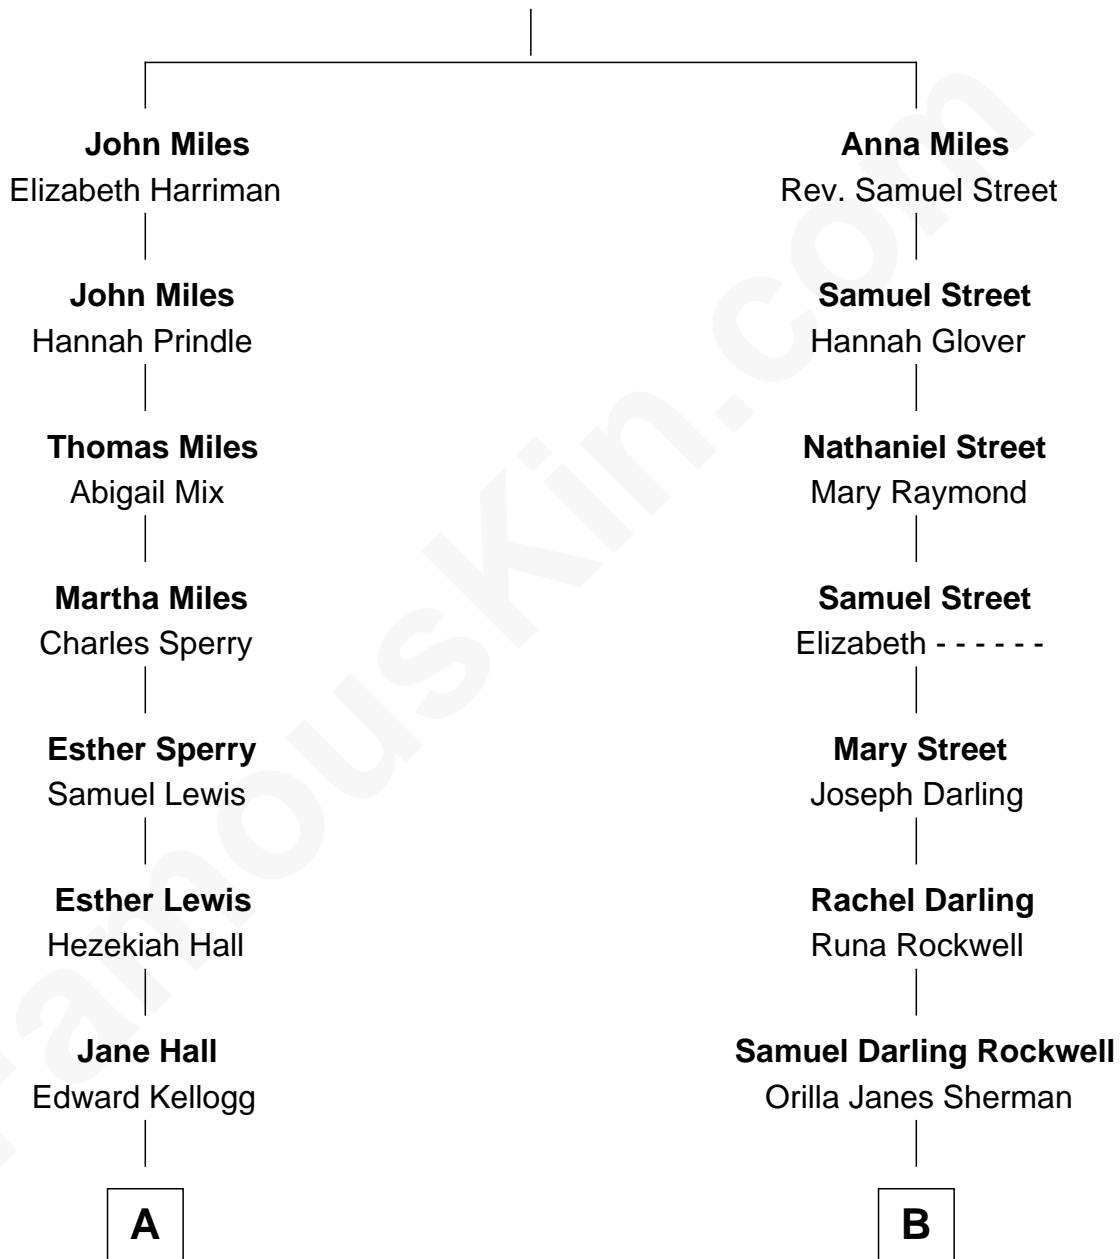 John Miles
Elizabeth Harriman
John Miles
Hannah Prindle
Thomas Miles
Abigail Mix
Martha Miles
Charles Sperry
Esther Sperry
Samuel Lewis
Esther Lewis
Hezekiah Hall
Jane Hall
Edward Kellogg
A
Anna Miles
Rev. Samuel Street
Samuel Street
Hannah Glover
Nathaniel Street
Mary Raymond
Samuel Street
Elizabeth - - - - - -
Mary Street
Joseph Darling
Rachel Darling
Runa Rockwell
Samuel Darling Rockwell
Orilla Janes Sherman
B
FamousKin.com